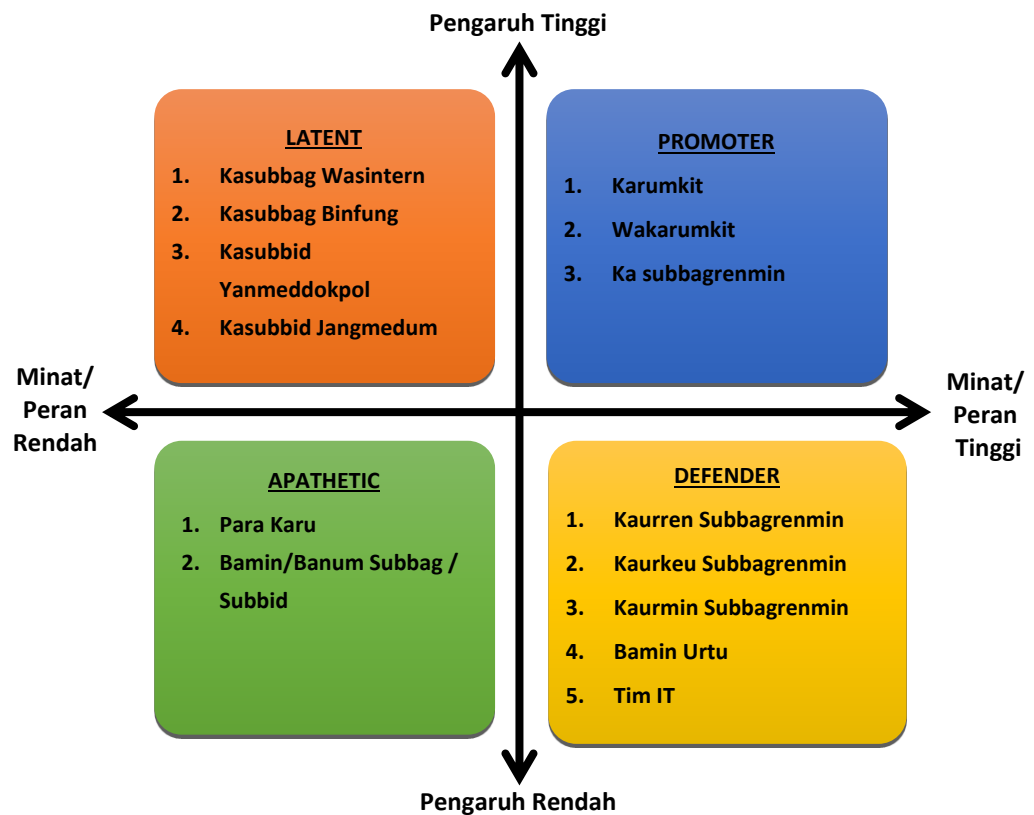 Pengaruh Tinggi
LATENT
1. Kasubbag Wasintern
2. Kasubbag Binfung
3. Kasubbid
Yanmeddokpol
4. Kasubbid Jangmedum
PROMOTER
1. Karumkit
2. Wakarumkit
3. Ka subbagrenmin
Minat/
Peran
Rendah
Minat/
Peran
Tinggi
APATHETIC
1. Para Karu
2. Bamin/Banum Subbag /
Subbid
DEFENDER
1. Kaurren Subbagrenmin
2. Kaurkeu Subbagrenmin
3. Kaurmin Subbagrenmin
4. Bamin Urtu
5. Tim IT
Pengaruh Rendah